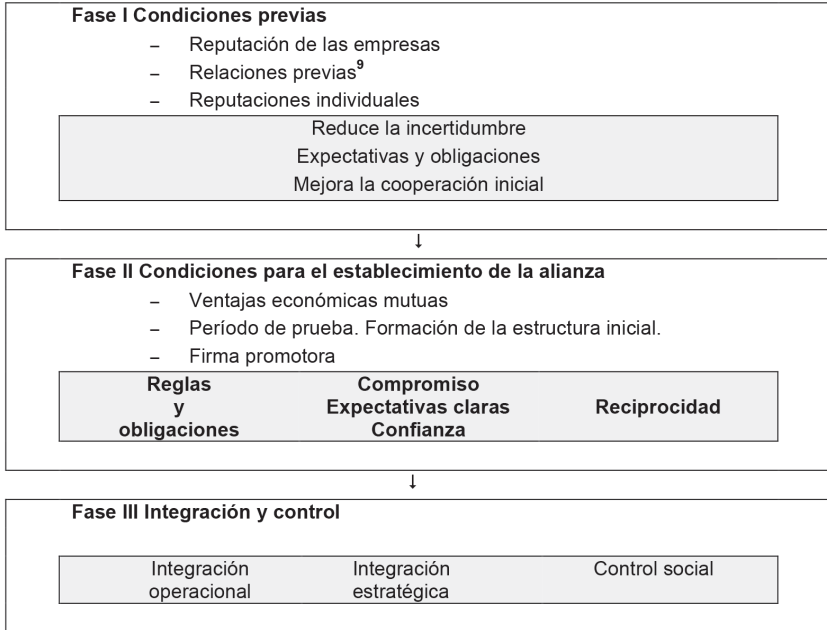 Fase I Condiciones previas
– Reputación de las empresas
– Relaciones previas⁹
– Reputaciones individuales
Reduce la incertidumbre
Expectativas y obligaciones
Mejora la cooperación inicial
↓
Fase II Condiciones para el establecimiento de la alianza
– Ventajas económicas mutuas
– Período de prueba. Formación de la estructura inicial.
– Firma promotora
Reglas
y
obligaciones
Compromiso
Expectativas claras
Confianza
Reciprocidad
↓
Fase III Integración y control
Integración
operacional
Integración
estratégica
Control social